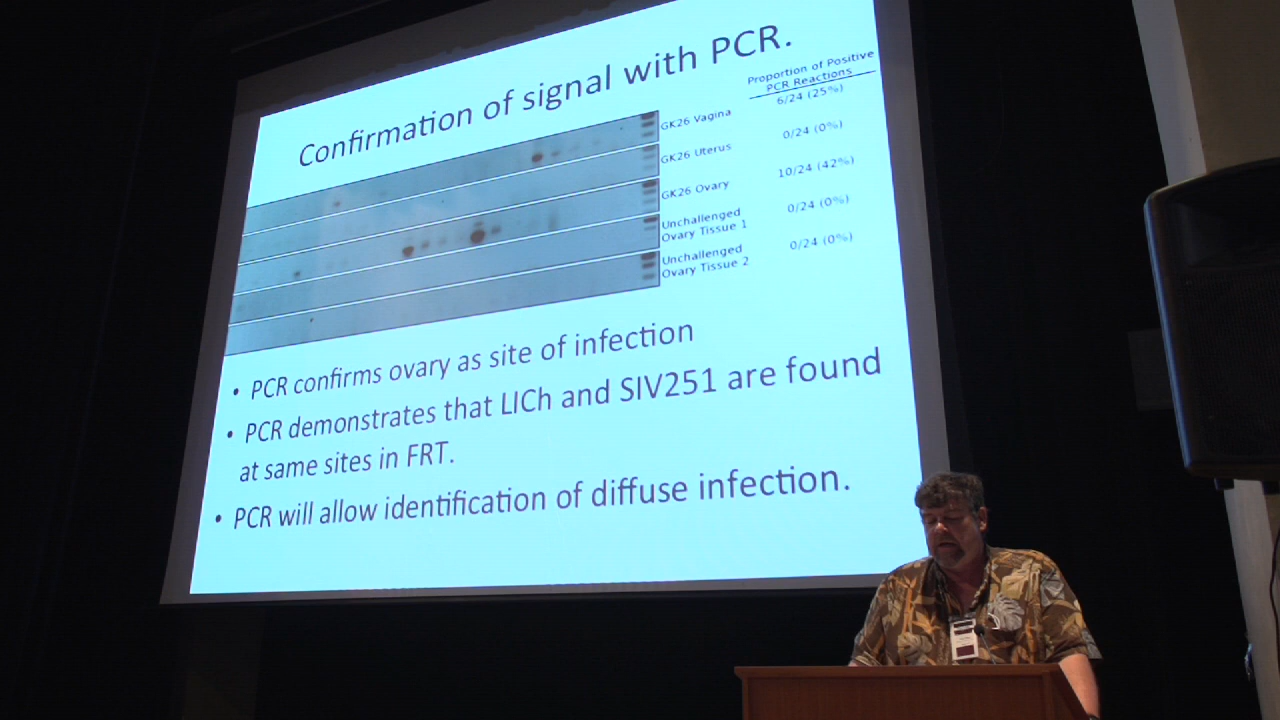 Confirmation of signal with PCR.
Proportion of Positive
PCR Reactions
GK26 Vagina 6/24 (25%)
GK26 Uterus 0/24 (0%)
GK26 Ovary 10/24 (42%)
Unchallenged
Ovary Tissue 1 0/24 (0%)
Unchallenged
Ovary Tissue 2 0/24 (0%)
• PCR confirms ovary as site of infection
• PCR demonstrates that LICh and SIV251 are found
at same sites in FRT.
• PCR will allow identification of diffuse infection.